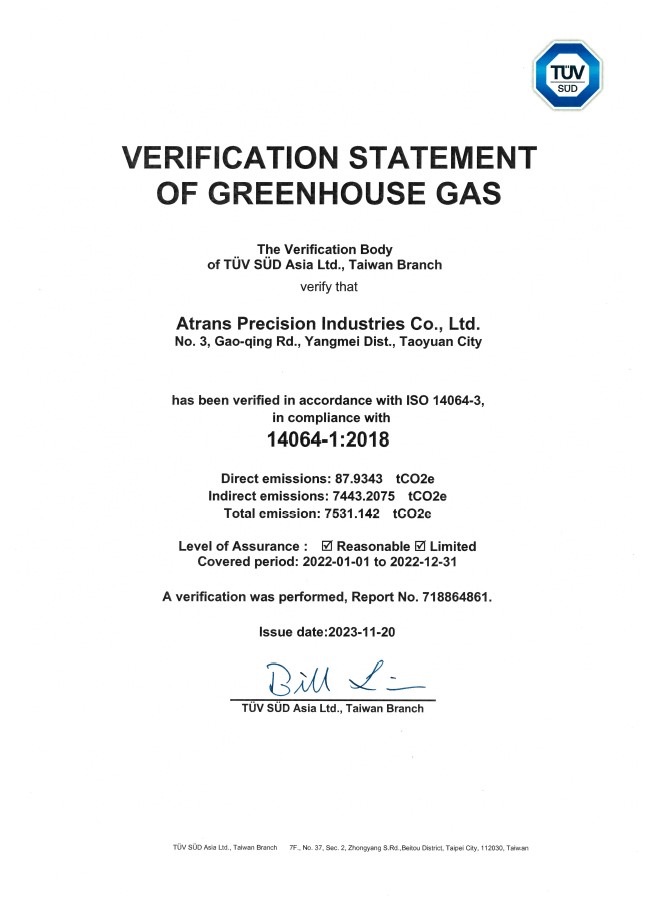 TÜV
SÜD
VERIFICATION STATEMENT
OF GREENHOUSE GAS
The Verification Body
of TÜV SÜD Asia Ltd., Taiwan Branch
verify that
Atrans Precision Industries Co., Ltd.
No. 3, Gao-qing Rd., Yangmei Dist., Taoyuan City
has been verified in accordance with ISO 14064-3,
in compliance with
14064-1:2018
Direct emissions: 87.9343 tCO2e
Indirect emissions: 7443.2075 tCO2e
Total emission: 7531.142 tCO2e
Level of Assurance : ☑ Reasonable ☑ Limited
Covered period: 2022-01-01 to 2022-12-31
A verification was performed, Report No. 718864861.
Issue date:2023-11-20
Bill Li
TÜV SÜD Asia Ltd., Taiwan Branch
TÜV SÜD Asia Ltd., Taiwan Branch 7F., No. 37, Sec. 2, Zhongyang S.Rd.,Beitou District, Taipei City, 112030, Taiwan